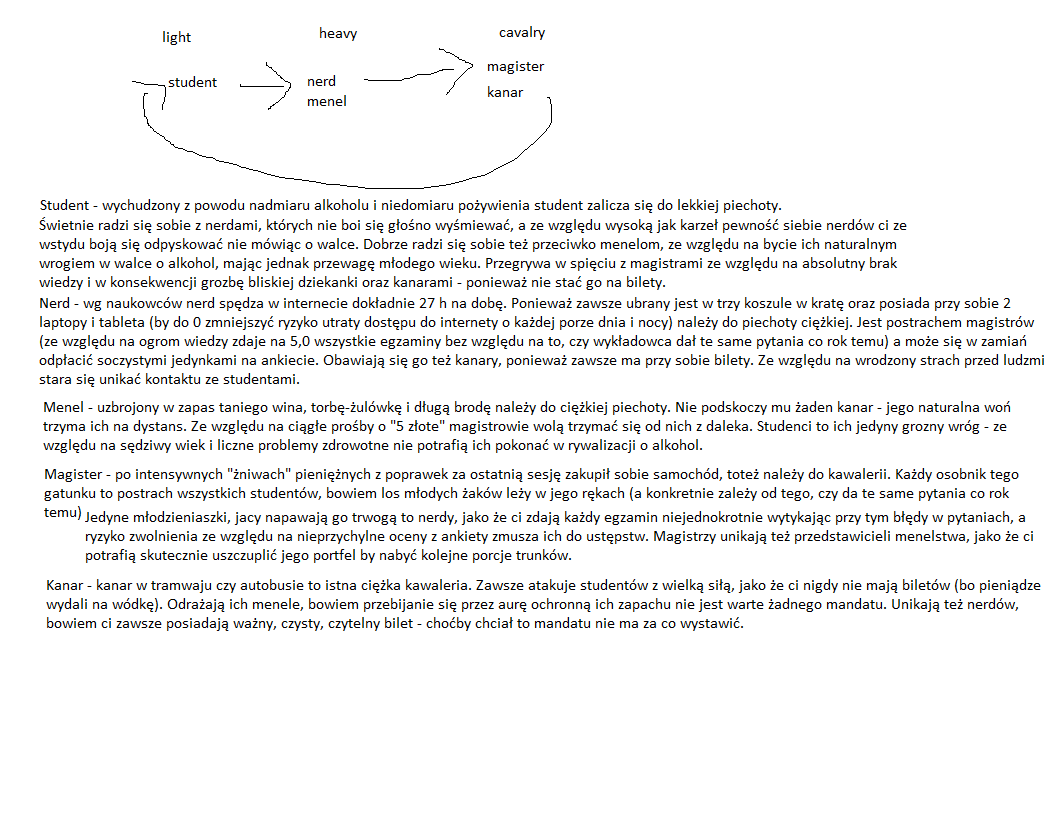 light heavy cavalry
student nerd magister
menel kanar
Student - wychudzony z powodu nadmiaru alkoholu i niedomiaru pożywienia student zalicza się do lekkiej piechoty.
Świetnie radzi się sobie z nerdami, których nie boi się głośno wyśmiewać, a ze względu wysoką jak karzeł pewność siebie nerdów ci ze
wstydu boją się odpyskować nie mówiąc o walce. Dobrze radzi się sobie też przeciwko menelom, ze względu na bycie ich naturalnym
wrogiem w walce o alkohol, mając jednak przewagę młodego wieku. Przegrywa w spięciu z magistrami ze względu na absolutny brak
wiedzy i w konsekwencji grozbę bliskiej dziekanki oraz kanarami - ponieważ nie stać go na bilety.
Nerd - wg naukowców nerd spędza w internecie dokładnie 27 h na dobę. Ponieważ zawsze ubrany jest w trzy koszule w kratę oraz posiada przy sobie 2
laptopy i tableta (by do 0 zmniejszyć ryzyko utraty dostępu do internetu o każdej porze dnia i nocy) należy do piechoty ciężkiej. Jest postrachem magistrów
(ze względu na ogrom wiedzy zdaje na 5,0 wszystkie egzaminy bez względu na to, czy wykładowca dał te same pytania co rok temu) a może się w zamian
odpłacić soczystymi jedynkami na ankiecie. Obawiają się go też kanary, ponieważ zawsze ma przy sobie bilety. Ze względu na wrodzony strach przed ludzmi
stara się unikać kontaktu ze studentami.
Menel - uzbrojony w zapas taniego wina, torbę-żulówkę i długą brodę należy do ciężkiej piechoty. Nie podskoczy mu żaden kanar - jego naturalna woń
trzyma ich na dystans. Ze względu na ciągłe prośby o "5 złote" magistrowie wolą trzymać się od nich z daleka. Studenci to ich jedyny grozny wróg - ze
względu na sędziwy wiek i liczne problemy zdrowotne nie potrafią ich pokonać w rywalizacji o alkohol.
Magister - po intensywnych "żniwach" pieniężnych z poprawek za ostatnią sesję zakupił sobie samochód, toteż należy do kawalerii. Każdy osobnik tego
gatunku to postrach wszystkich studentów, bowiem los młodych żaków leży w jego rękach (a konkretnie zależy od tego, czy da te same pytania co rok
temu) Jedyne młodzieniaszki, jacy napawają go trwogą to nerdy, jako że ci zdają każdy egzamin niejednokrotnie wytykając przy tym błędy w pytaniach, a
ryzyko zwolnienia ze względu na nieprzychylne oceny z ankiety zmusza ich do ustępstw. Magistrzy unikają też przedstawicieli menelstwa, jako że ci
potrafią skutecznie uszczuplić jego portfel by nabyć kolejne porcje trunków.
Kanar - kanar w tramwaju czy autobusie to istna ciężka kawaleria. Zawsze atakuje studentów z wielką siłą, jako że ci nigdy nie mają biletów (bo pieniądze
wydali na wódkę). Odrażają ich menele, bowiem przebijanie się przez aurę ochronną ich zapachu nie jest warte żadnego mandatu. Unikają też nerdów,
bowiem ci zawsze posiadają ważny, czysty, czytelny bilet - choćby chciał to mandatu nie ma za co wystawić.